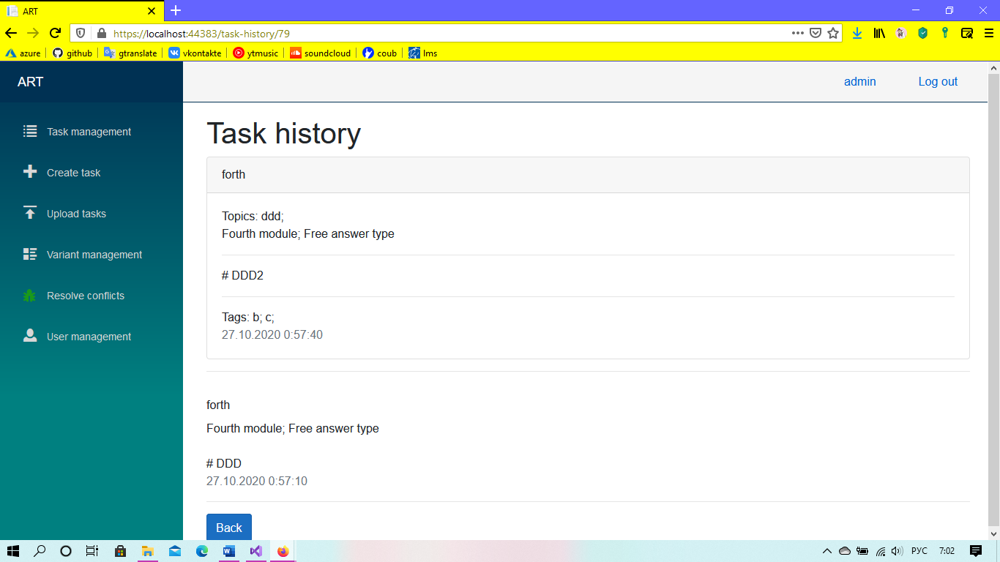 ART
https://localhost:44383/task-history/79
azure github gtranslate vkontakte ytmusic soundcloud coub lms
ART
admin Log out
Task management
Create task
Upload tasks
Variant management
Resolve conflicts
User management
Task history
forth
Topics: ddd;
Fourth module; Free answer type
# DDD2
Tags: b; c;
27.10.2020 0:57:40
forth
Fourth module; Free answer type
# DDD
27.10.2020 0:57:10
Back
РУС 7:02